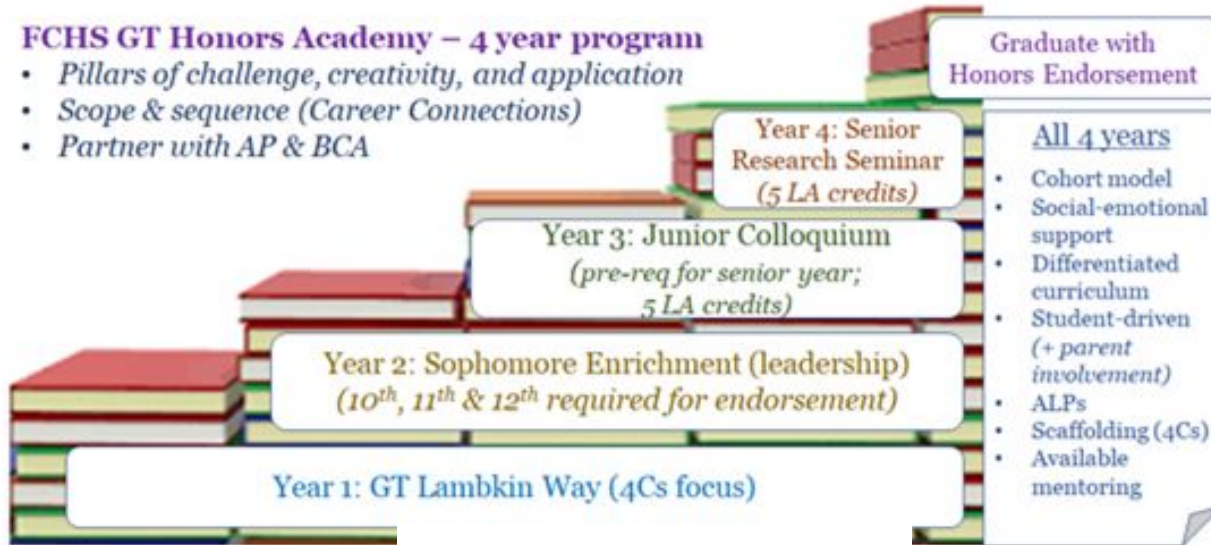 FCHS GT Honors Academy – 4 year program
• Pillars of challenge, creativity, and application
• Scope & sequence (Career Connections)
• Partner with AP & BCA
Graduate with
Honors Endorsement
Year 4: Senior
Research Seminar
(5 LA credits)
Year 3: Junior Colloquium
(pre-req for senior year;
5 LA credits)
Year 2: Sophomore Enrichment (leadership)
(10th, 11th & 12th required for endorsement)
Year 1: GT Lambkin Way (4Cs focus)
All 4 years
• Cohort model
• Social-emotional
support
• Differentiated
curriculum
• Student-driven
(+ parent
involvement)
• ALPs
• Scaffolding (4Cs)
• Available
mentoring